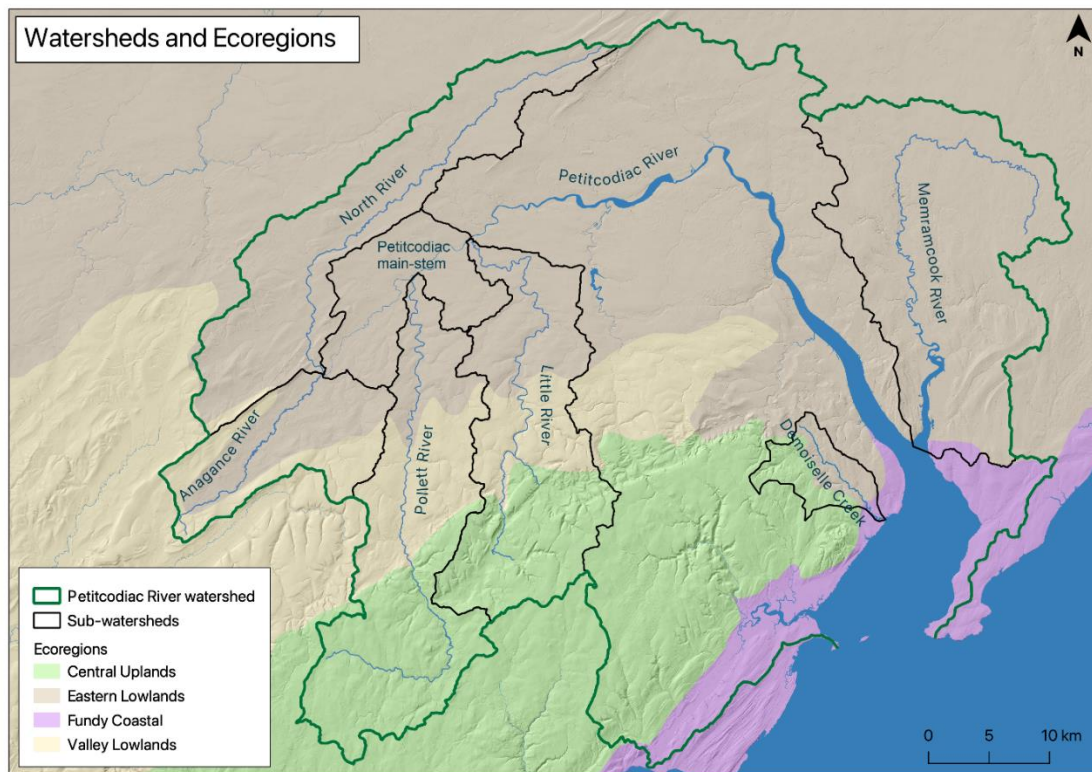 Watersheds and Ecoregions
N
North River
Petitcodiac River
Memramcook River
Petitcodiac
main-stem
Little River
Anagance River
Pollett River
Demoiselle Creek
Petitcodiac River watershed
Sub-watersheds
Ecoregions
Central Uplands
Eastern Lowlands
Fundy Coastal
Valley Lowlands
0 5 10 km